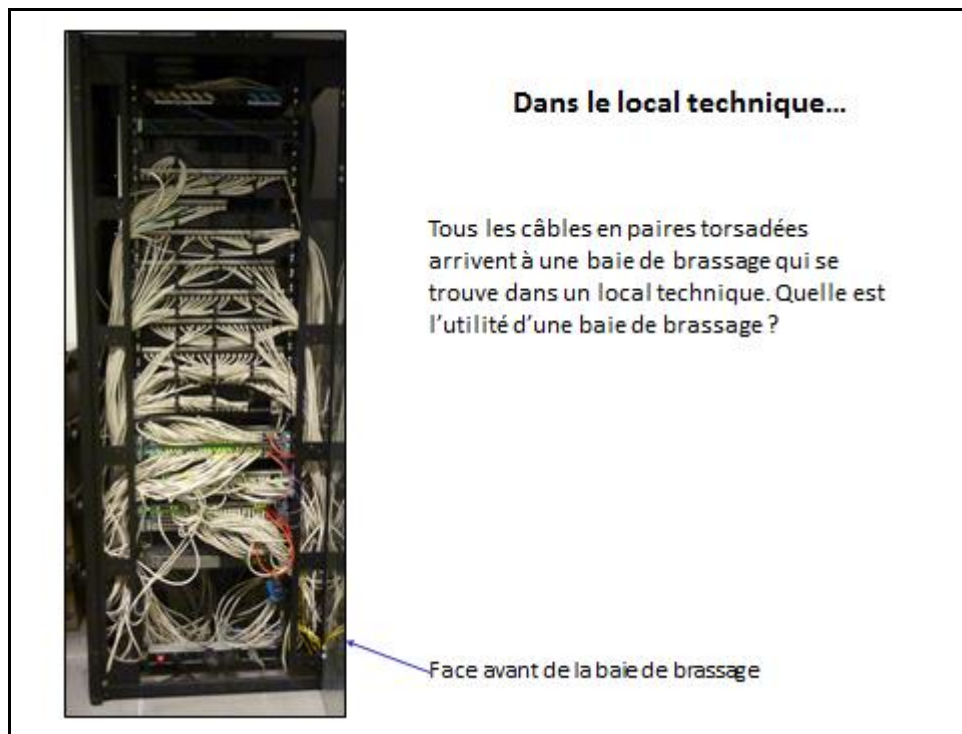 Dans le local technique...
Tous les câbles en paires torsadées
arrivent à une baie de brassage qui se
trouve dans un local technique. Quelle est
l'utilité d'une baie de brassage ?
Face avant de la baie de brassage